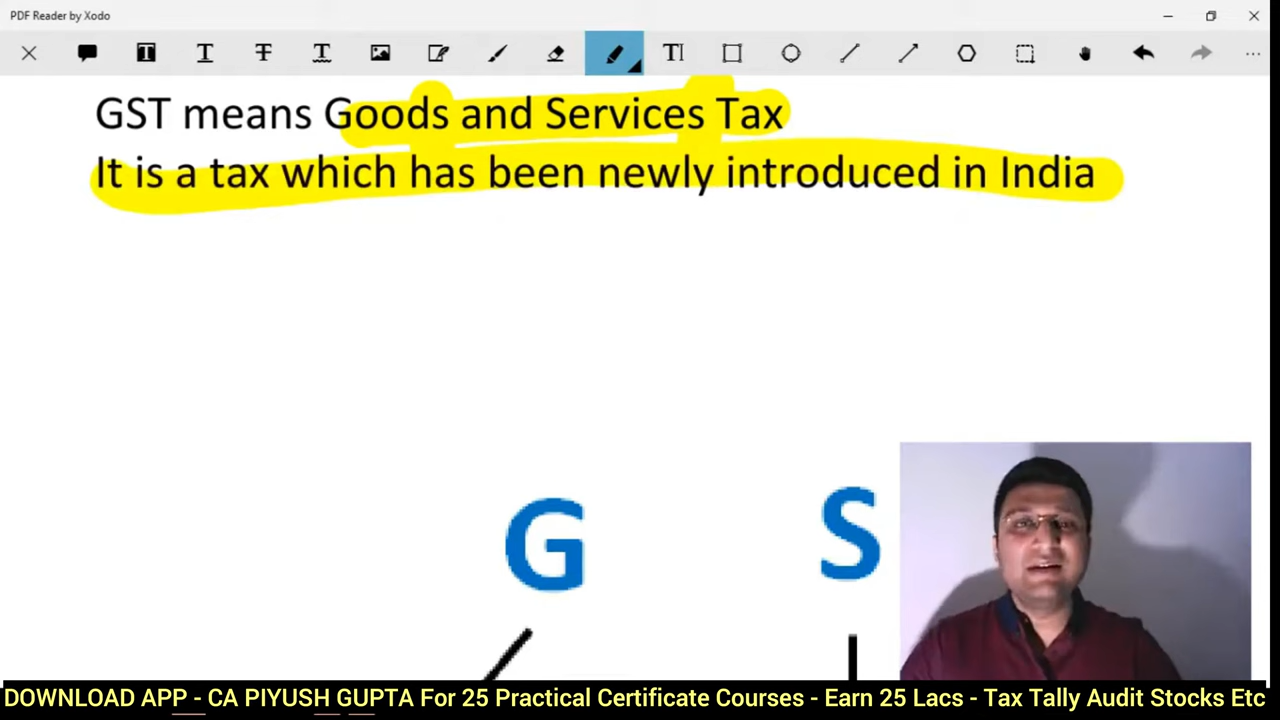 PDF Reader by Xodo
GST means Goods and Services Tax
It is a tax which has been newly introduced in India
G S
DOWNLOAD APP - CA PIYUSH GUPTA For 25 Practical Certificate Courses - Earn 25 Lacs - Tax Tally Audit Stocks Etc